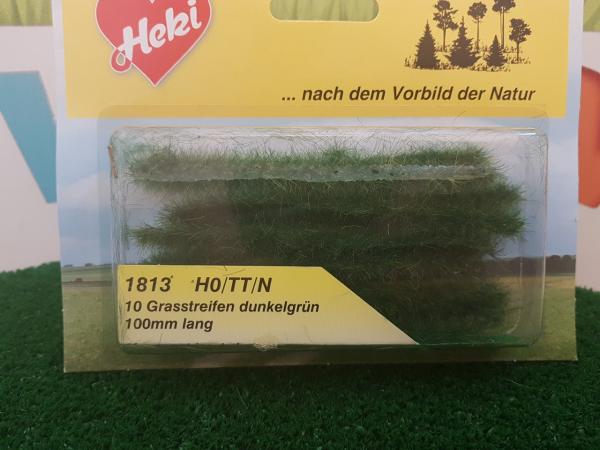 Heki
... nach dem Vorbild der Natur
1813 H0/TT/N
10 Grasstreifen dunkelgrün
100mm lang